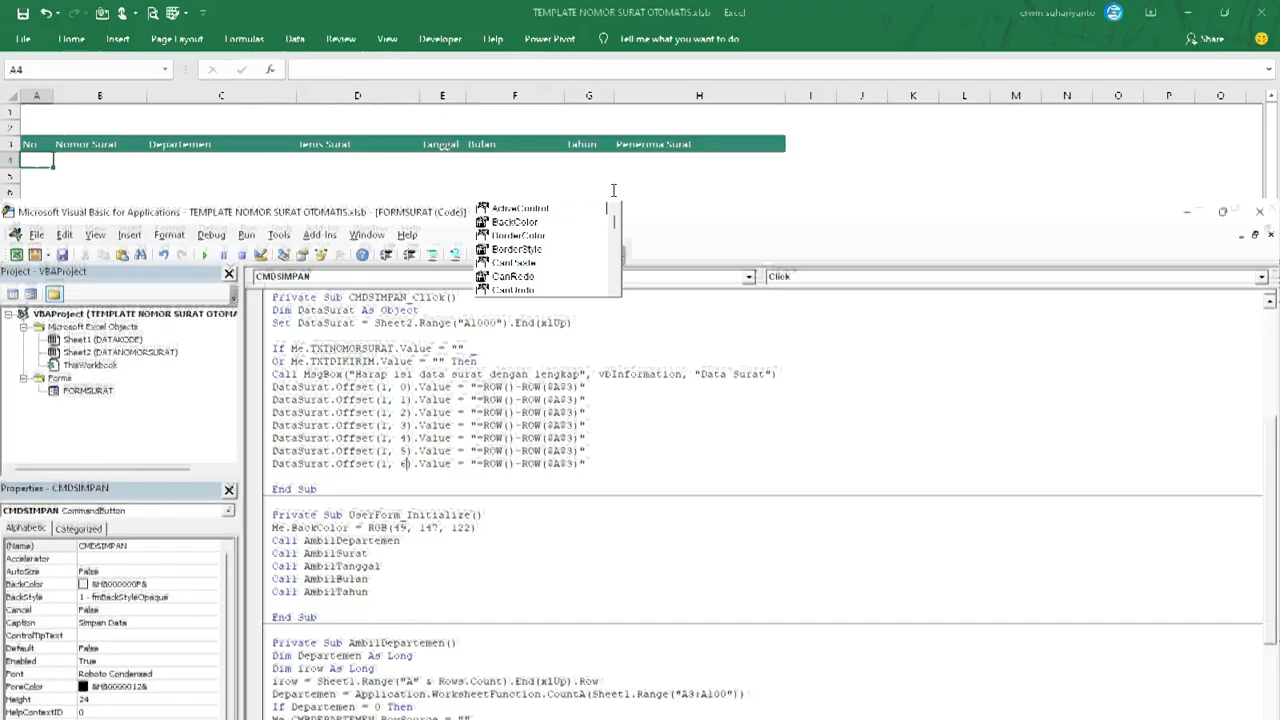 TEMPLATE NOMOR SURAT OTOMATIS.xlsb - Excel
erwin suhariyanto
File Home Insert Page Layout Formulas Data Review View Developer Help Power Pivot Tell me what you want to do Share
A4
A B C D E F G H I J K L M N O P Q
1
2
3 No Nomor Surat Departemen Jenis Surat Tanggal Bulan Tahun Penerima Surat
4
5
6
Microsoft Visual Basic for Applications - TEMPLATE NOMOR SURAT OTOMATIS.xlsb - [FORMSURAT (Code)]
ActiveControl
BackColor
BorderColor
BorderStyle
CanPaste
CanRedo
CanUndo
File Edit View Insert Format Debug Run Tools Add-Ins Window Help
Project - VBAProject
VBAProject (TEMPLATE NOMOR SURAT OTOMA
Microsoft Excel Objects
Sheet1 (DATAKODE)
Sheet2 (DATANOMORSURAT)
ThisWorkbook
Forms
FORMSURAT
Properties - CMDSIMPAN
CMDSIMPAN CommandButton
Alphabetic Categorized
(Name) CMDSIMPAN
Accelerator
AutoSize False
BackColor &H8000000F&
BackStyle 1 - fmBackStyleOpaque
Cancel False
Caption Simpan Data
ControlTipText
Default False
Enabled True
Font Roboto Condensed
ForeColor &H80000012&
Height 24
HelpContextID 0
CMDSIMPAN Click
Private Sub CMDSIMPAN_Click()
Dim DataSurat As Object
Set DataSurat = Sheet2.Range("A1000").End(xlUp)
If Me.TXTNOMORSURAT.Value = "" _
Or Me.TXTDIKIRIM.Value = "" Then
Call MsgBox("Harap isi data surat dengan lengkap", vbInformation, "Data Surat")
DataSurat.Offset(1, 0).Value = "=ROW()-ROW($A$3)"
DataSurat.Offset(1, 1).Value = "=ROW()-ROW($A$3)"
DataSurat.Offset(1, 2).Value = "=ROW()-ROW($A$3)"
DataSurat.Offset(1, 3).Value = "=ROW()-ROW($A$3)"
DataSurat.Offset(1, 4).Value = "=ROW()-ROW($A$3)"
DataSurat.Offset(1, 5).Value = "=ROW()-ROW($A$3)"
DataSurat.Offset(1, 6).Value = "=ROW()-ROW($A$3)"
End Sub
Private Sub UserForm_Initialize()
Me.BackColor = RGB(49, 147, 122)
Call AmbilDepartemen
Call AmbilSurat
Call AmbilTanggal
Call AmbilBulan
Call AmbilTahun
End Sub
Private Sub AmbilDepartemen()
Dim Departemen As Long
Dim irow As Long
irow = Sheet1.Range("A" & Rows.Count).End(xlUp).Row
Departemen = Application.WorksheetFunction.CountA(Sheet1.Range("A3:A100"))
If Departemen = 0 Then
Me.CMBDEPARTEMEN.RowSource = ""